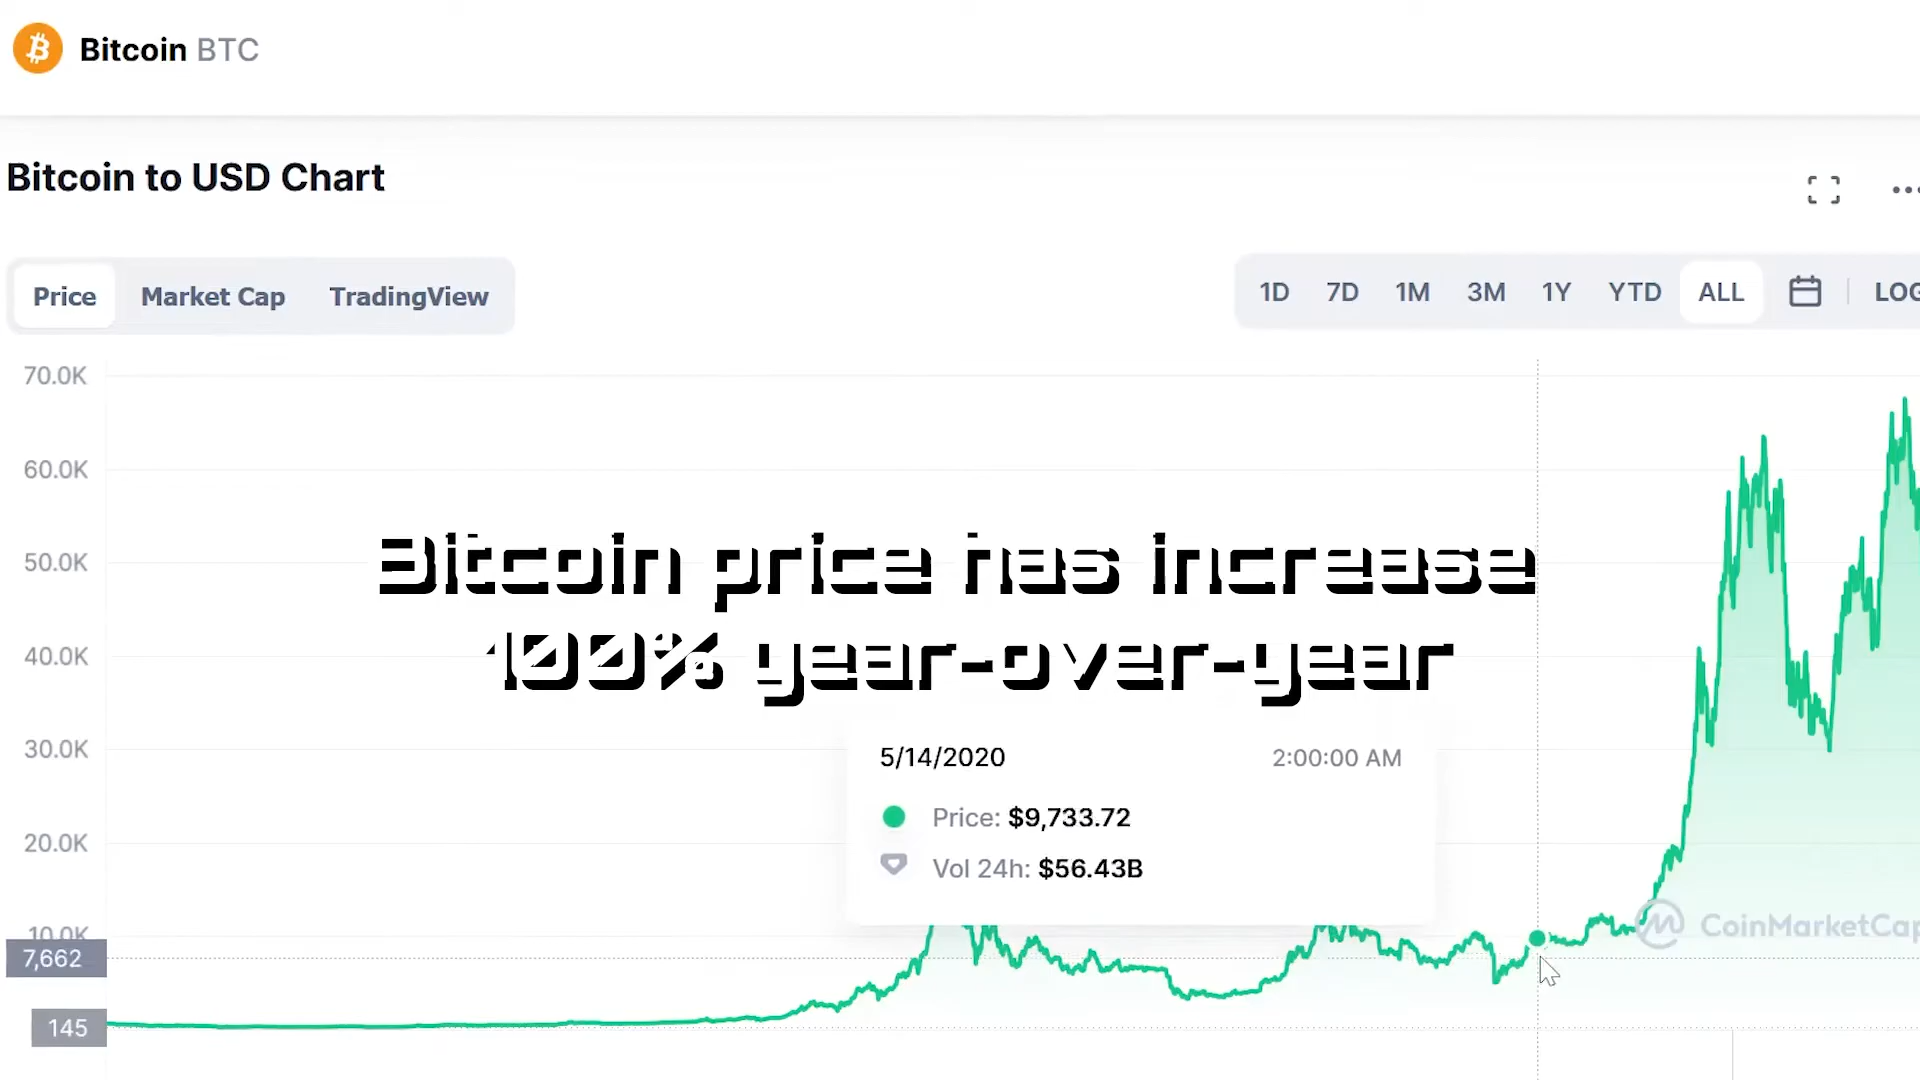 Bitcoin BTC
Bitcoin to USD Chart
Price Market Cap TradingView
1D 7D 1M 3M 1Y YTD ALL
70.0K
60.0K
50.0K
40.0K
30.0K
20.0K
10.0K
7,662
145
Bitcoin price has increase
100% year-over-year
5/14/2020 2:00:00 AM
Price: $9,733.72
Vol 24h: $56.43B